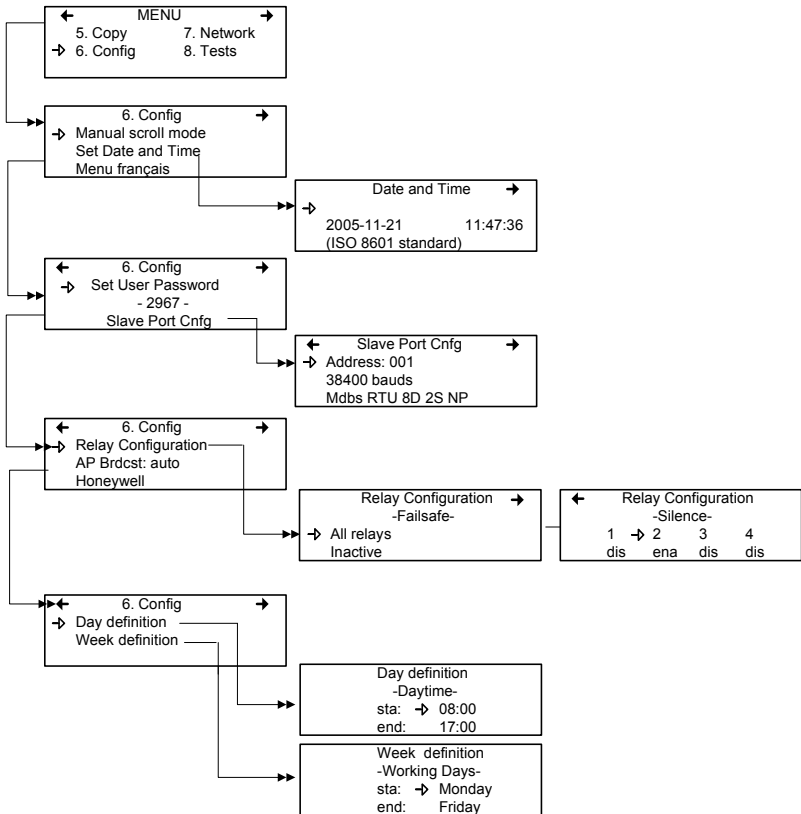 MENU
5. Copy 7. Network
6. Config 8. Tests
6. Config
Manual scroll mode
Set Date and Time
Menu français
Date and Time
2005-11-21 11:47:36
(ISO 8601 standard)
6. Config
Set User Password
- 2967 -
Slave Port Cnfg
Slave Port Cnfg
Address: 001
38400 bauds
Mdbs RTU 8D 2S NP
6. Config
Relay Configuration
AP Brdcst: auto
Honeywell
Relay Configuration
-Failsafe-
All relays
Inactive
Relay Configuration
-Silence-
1 2 3 4
dis ena dis dis
6. Config
Day definition
Week definition
Day definition
-Daytime-
sta: 08:00
end: 17:00
Week definition
-Working Days-
sta: Monday
end: Friday